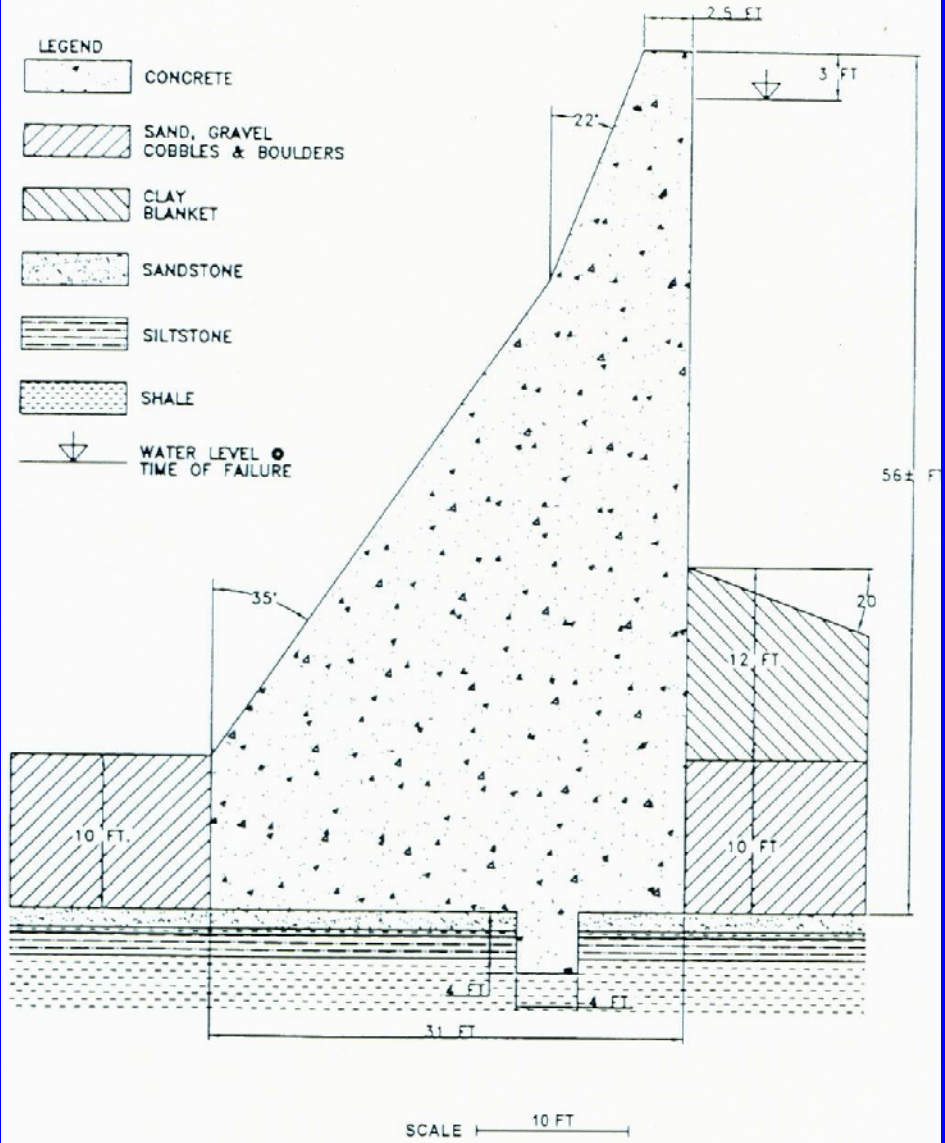 2.5 FT
LEGEND
CONCRETE
3 FT
22°
SAND, GRAVEL
COBBLES & BOULDERS
CLAY
BLANKET
SANDSTONE
SILTSTONE
SHALE
WATER LEVEL @
TIME OF FAILURE
56± FT
35°
20
12 FT
10 FT.
10 FT
4 FT
4 FT
31 FT
SCALE 10 FT